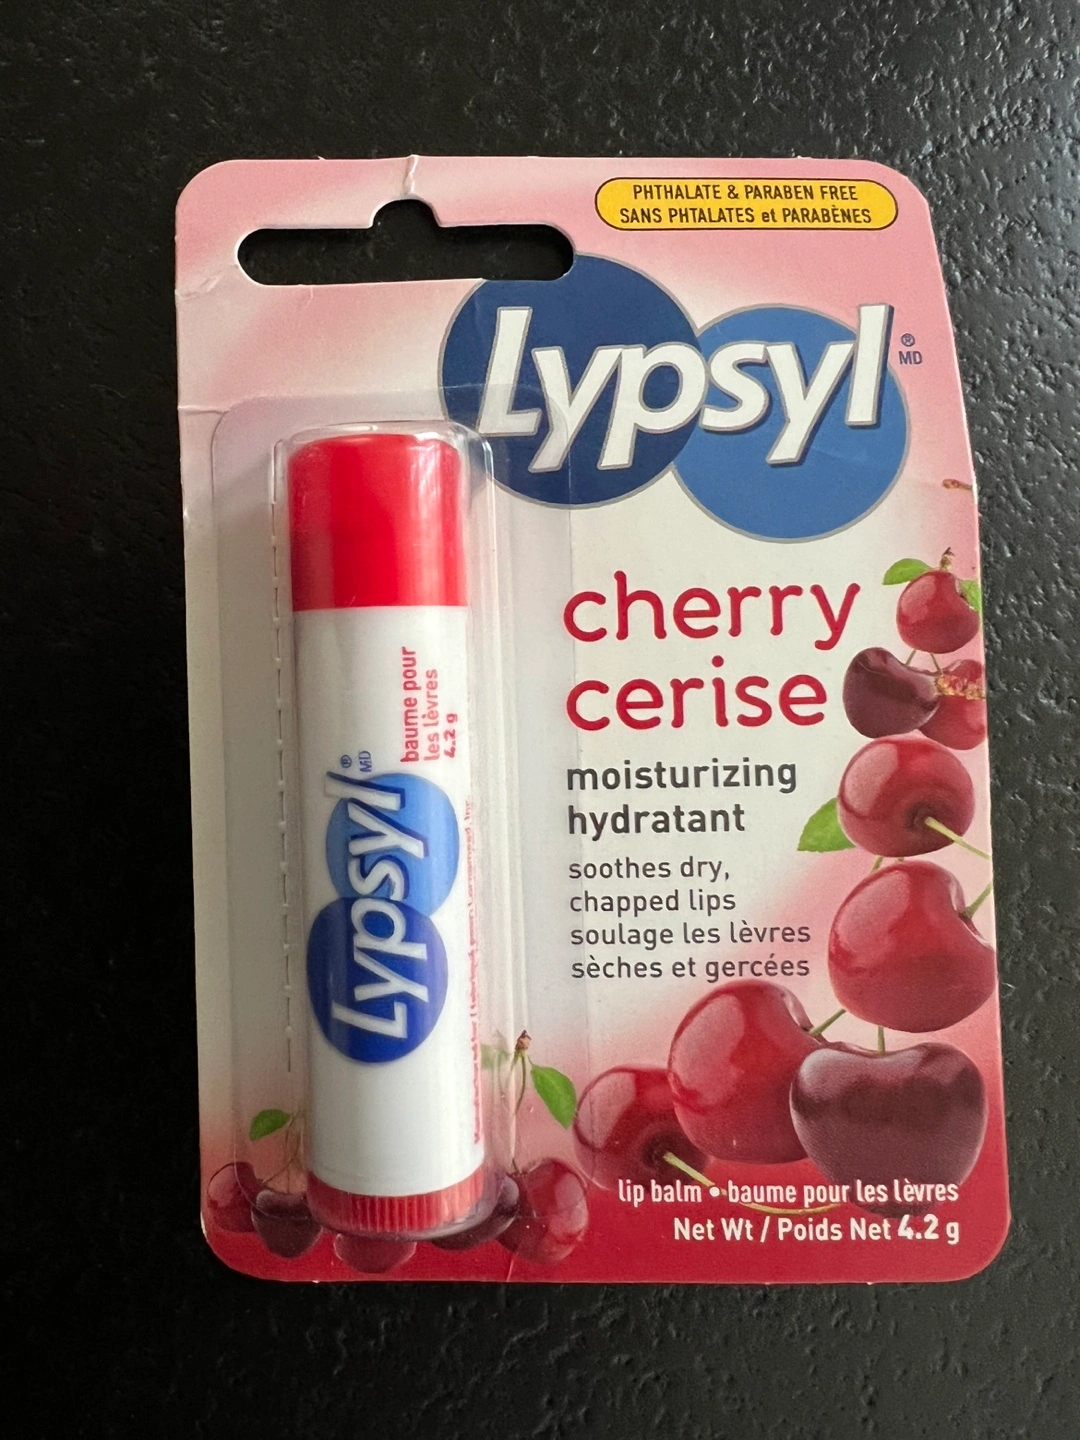 PHTHALATE & PARABEN FREE
SANS PHTALATES et PARABÈNES
Lypsyl
® MD
cherry
cerise
moisturizing
hydratant
soothes dry,
chapped lips
soulage les lèvres
sèches et gercées
lip balm • baume pour les lèvres
Net Wt / Poids Net 4.2 g
baume pour
les lèvres
4.2 g
Lypsyl
® MD